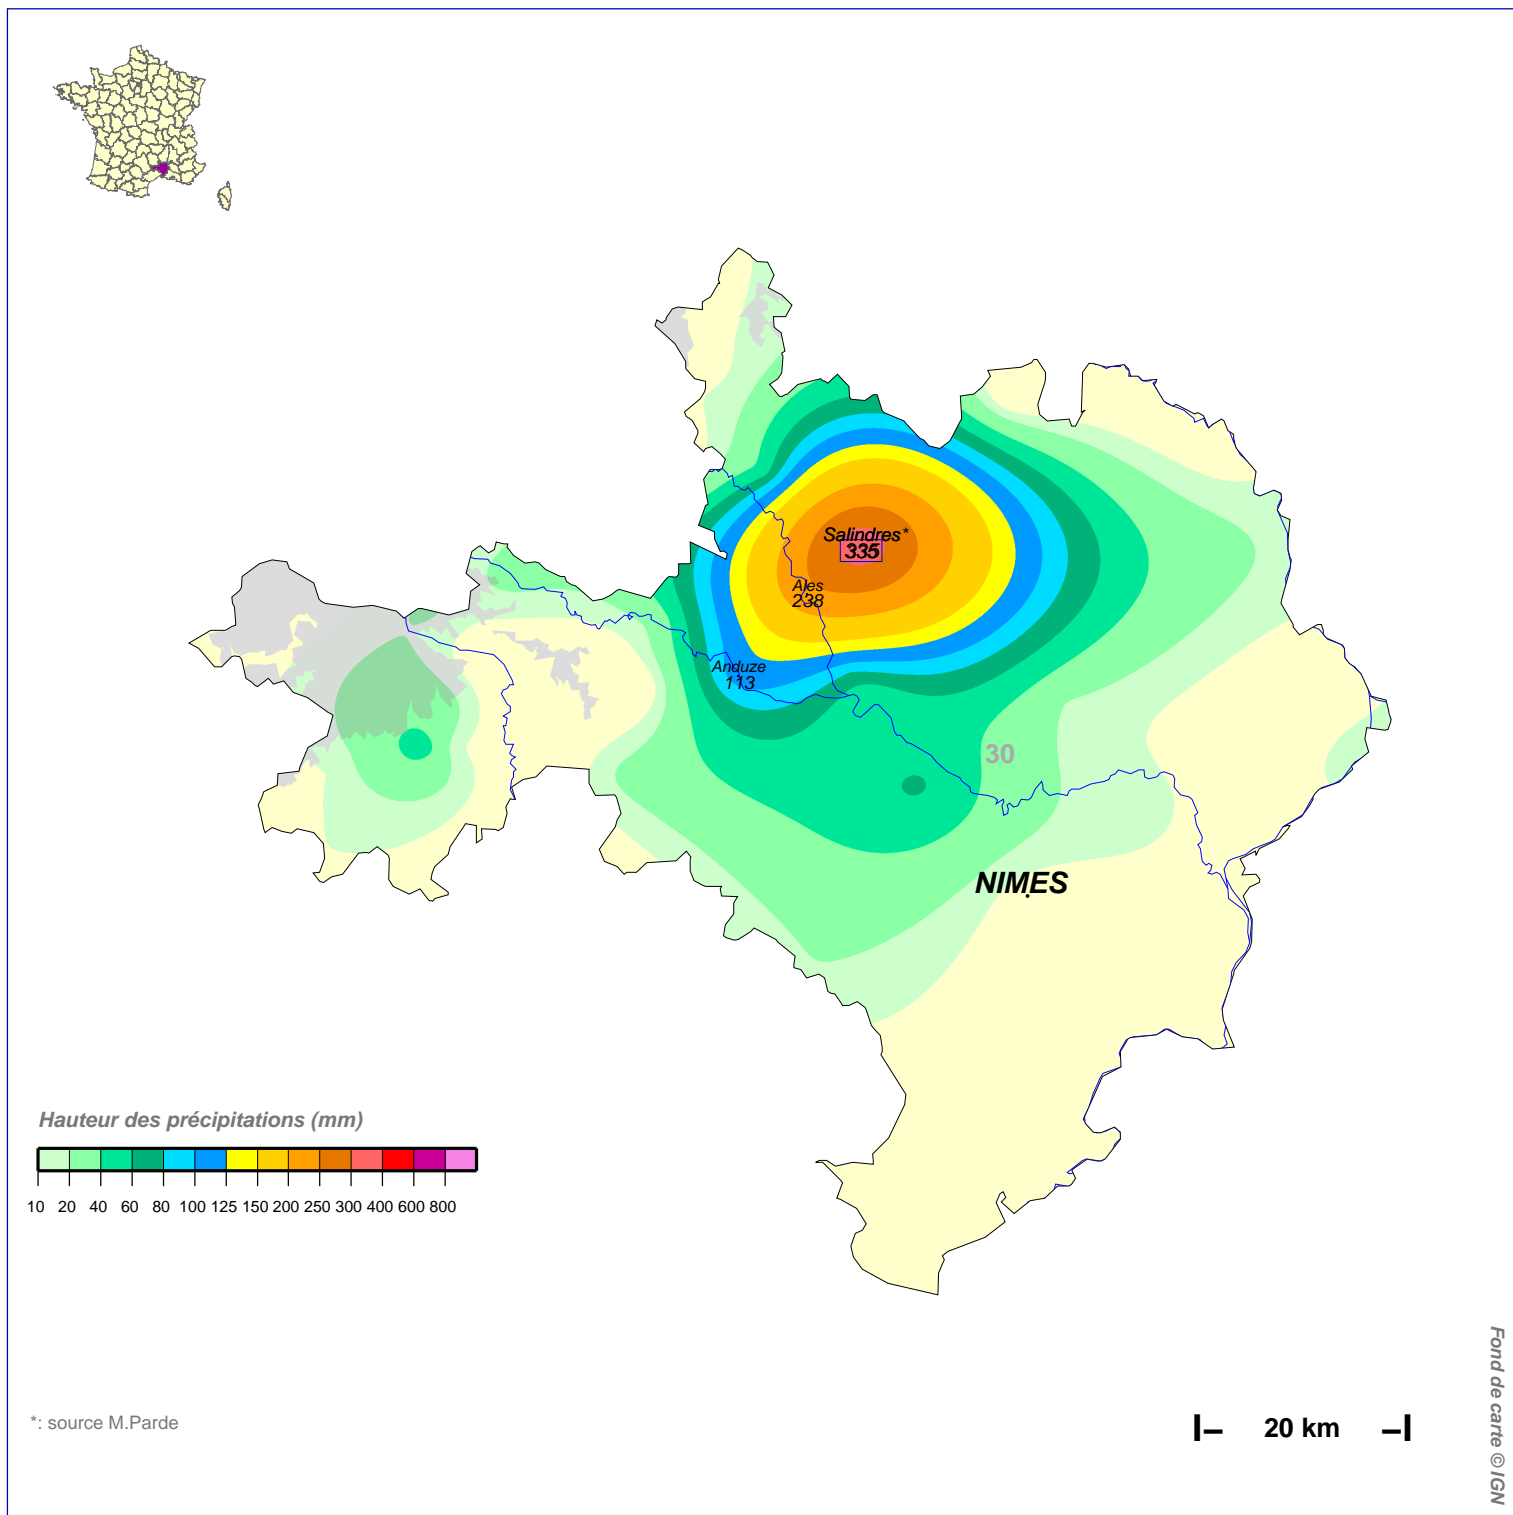 Salindres*
335
Ales
238
Anduze
113
30
NIMES
Hauteur des précipitations (mm)
10 20 40 60 80 100 125 150 200 250 300 400 600 800
*: source M.Parde
20 km
Fond de carte © IGN